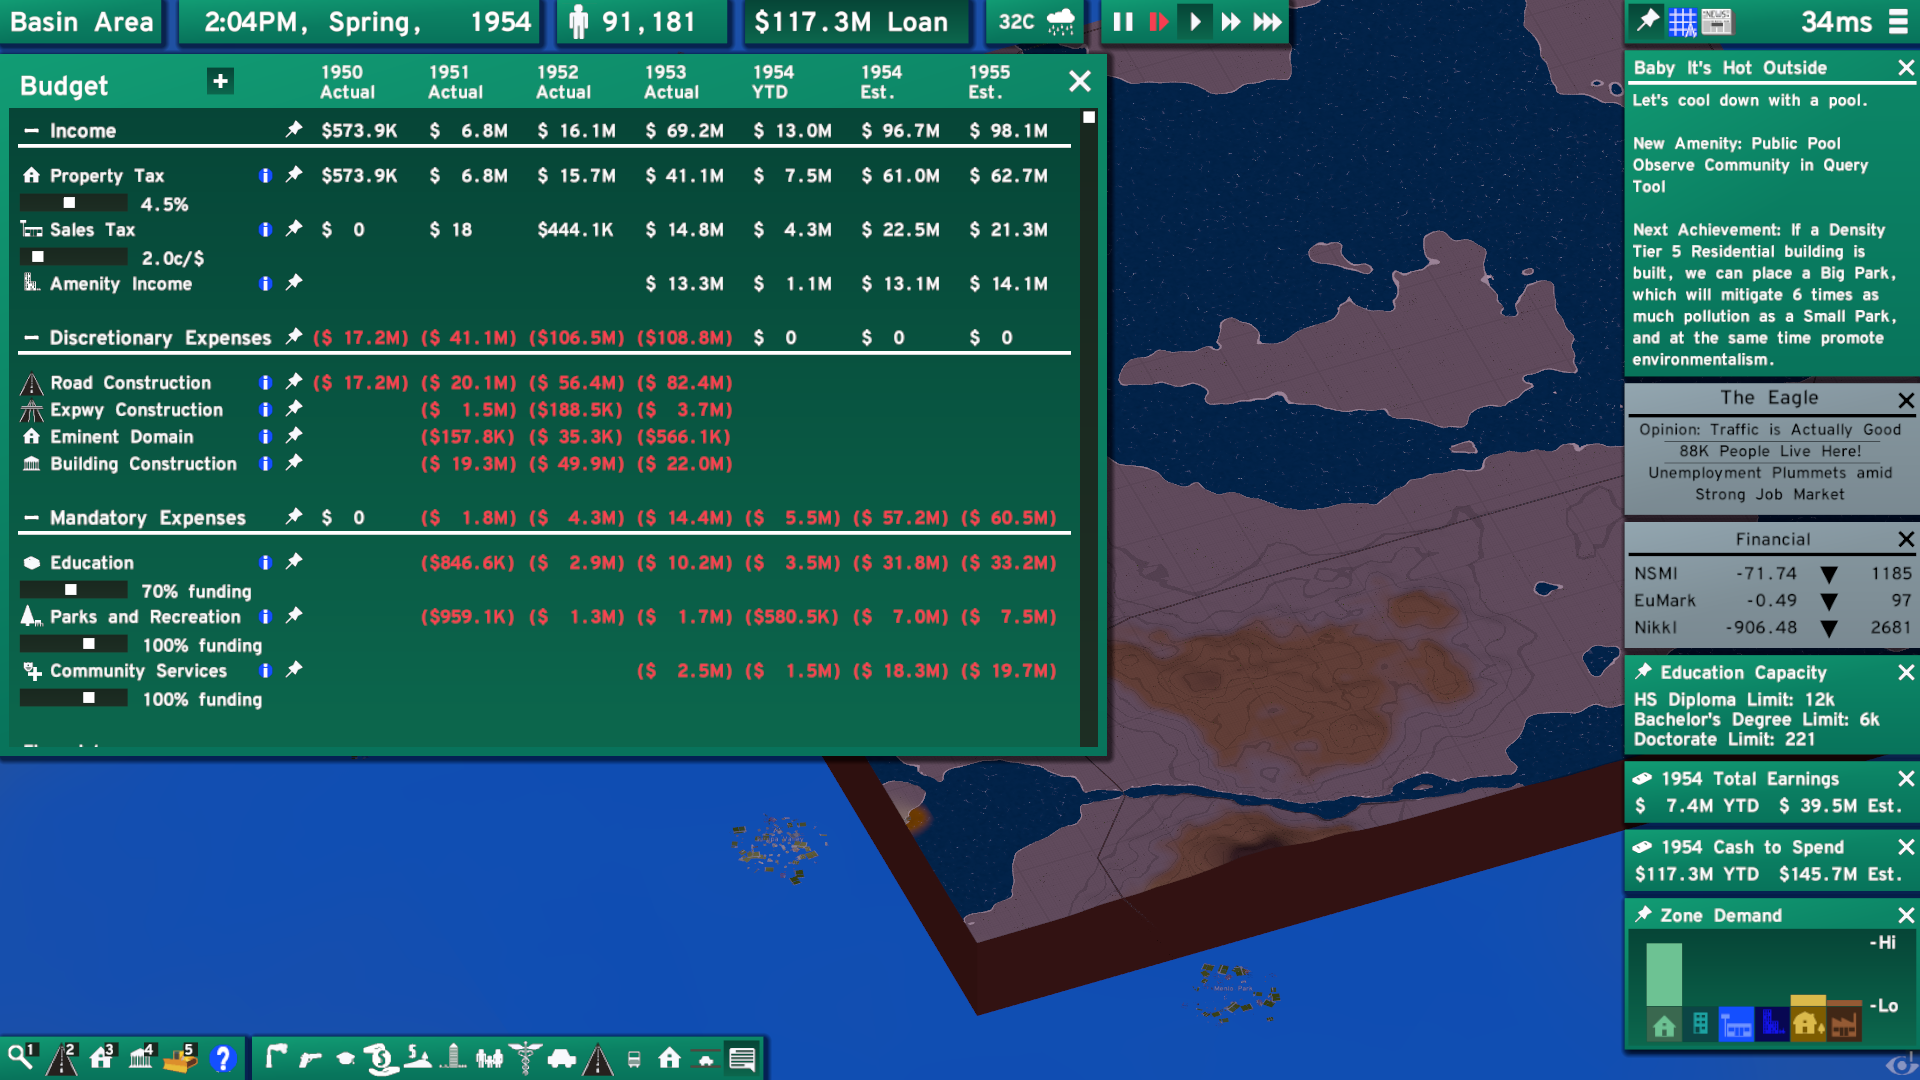 Basin Area
2:04PM, Spring, 1954
91,181
$117.3M Loan
32C
34ms
Budget
+
1950 Actual
1951 Actual
1952 Actual
1953 Actual
1954 YTD
1954 Est.
1955 Est.
Income $573.9K $ 6.8M $ 16.1M $ 69.2M $ 13.0M $ 96.7M $ 98.1M
Property Tax $573.9K $ 6.8M $ 15.7M $ 41.1M $ 7.5M $ 61.0M $ 62.7M
4.5%
Sales Tax $ 0 $ 18 $444.1K $ 14.8M $ 4.3M $ 22.5M $ 21.3M
2.0c/$
Amenity Income $ 13.3M $ 1.1M $ 13.1M $ 14.1M
Discretionary Expenses ($ 17.2M) ($ 41.1M) ($106.5M) ($108.8M) $ 0 $ 0 $ 0
Road Construction ($ 17.2M) ($ 20.1M) ($ 56.4M) ($ 82.4M)
Expwy Construction ($ 1.5M) ($188.5K) ($ 3.7M)
Eminent Domain ($157.8K) ($ 35.3K) ($566.1K)
Building Construction ($ 19.3M) ($ 49.9M) ($ 22.0M)
Mandatory Expenses $ 0 ($ 1.8M) ($ 4.3M) ($ 14.4M) ($ 5.5M) ($ 57.2M) ($ 60.5M)
Education ($846.6K) ($ 2.9M) ($ 10.2M) ($ 3.5M) ($ 31.8M) ($ 33.2M)
70% funding
Parks and Recreation ($959.1K) ($ 1.3M) ($ 1.7M) ($580.5K) ($ 7.0M) ($ 7.5M)
100% funding
Community Services ($ 2.5M) ($ 1.5M) ($ 18.3M) ($ 19.7M)
100% funding
Baby It's Hot Outside
Let's cool down with a pool.
New Amenity: Public Pool
Observe Community in Query
Tool
Next Achievement: If a Density
Tier 5 Residential building is
built, we can place a Big Park,
which will mitigate 6 times as
much pollution as a Small Park,
and at the same time promote
environmentalism.
The Eagle
Opinion: Traffic is Actually Good
88K People Live Here!
Unemployment Plummets amid
Strong Job Market
Financial
NSMI -71.74 ▼ 1185
EuMark -0.49 ▼ 97
Nikkl -906.48 ▼ 2681
Education Capacity
HS Diploma Limit: 12k
Bachelor's Degree Limit: 6k
Doctorate Limit: 221
1954 Total Earnings
$ 7.4M YTD $ 39.5M Est.
1954 Cash to Spend
$117.3M YTD $145.7M Est.
Zone Demand
-Hi
-Lo
1 2 3 4 5 ?